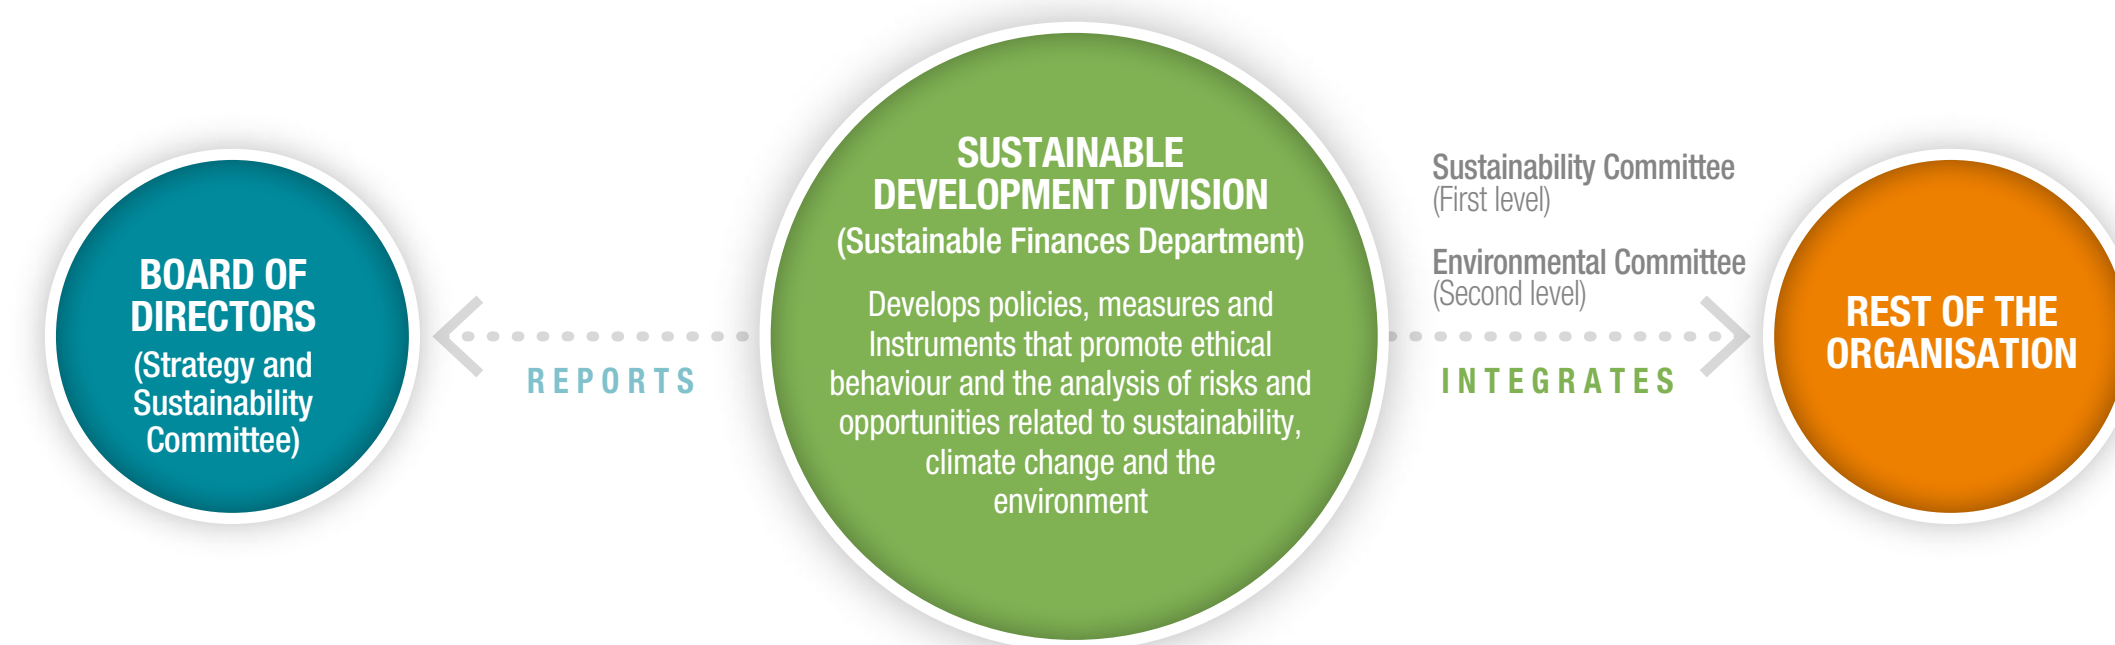 BOARD OF
DIRECTORS
(Strategy and
Sustainability
Committee)
REPORTS
SUSTAINABLE
DEVELOPMENT DIVISION
(Sustainable Finances Department)
Develops policies, measures and
Instruments that promote ethical
behaviour and the analysis of risks and
opportunities related to sustainability,
climate change and the
environment
Sustainability Committee
(First level)
Environmental Committee
(Second level)
INTEGRATES
REST OF THE
ORGANISATION